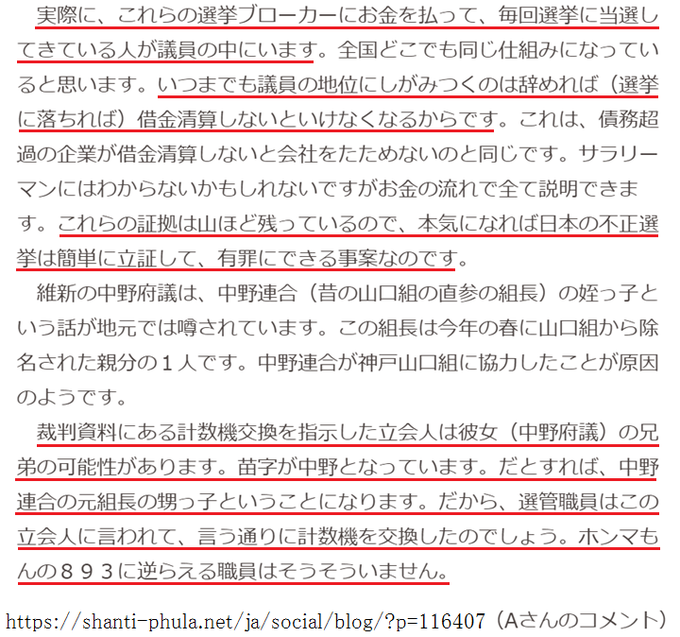 実際に、これらの選挙ブローカーにお金を払って、毎回選挙に当選し
てきている人が議員の中にいます。全国どこでも同じ仕組みになってい
ると思います。いつまでも議員の地位にしがみつくのは辞めれば（選挙
に落ちれば）借金清算しないといけなくなるからです。これは、債務超
過の企業が借金清算しないと会社をたためないのと同じです。サラリー
マンにはわからないかもしれないですがお金の流れで全て説明できま
す。これらの証拠は山ほど残っているので、本気になれば日本の不正選
挙は簡単に立証して、有罪にできる事案なのです。
維新の中野府議は、中野連合（昔の山口組の直参の組長）の姪っ子と
いう話が地元では噂されています。この組長は今年の春に山口組から除
名された親分の１人です。中野連合が神戸山口組に協力したことが原因
のようです。
裁判資料にある計数機交換を指示した立会人は彼女（中野府議）の兄
弟の可能性があります。苗字が中野となっています。だとすれば、中野
連合の元組長の甥っ子ということになります。だから、選管職員はこの
立会人に言われて、言う通りに計数機を交換したのでしょう。ホンマも
んの８９３に逆らえる職員はそうそういません。
https://shanti-phula.net/ja/social/blog/?p=116407（Aさんのコメント）